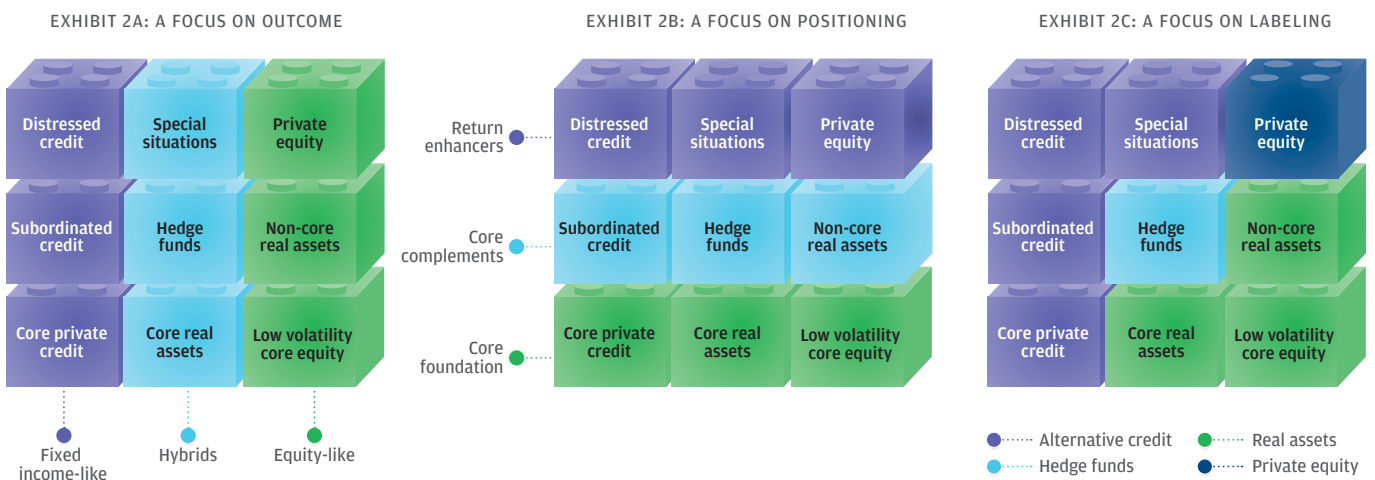 EXHIBIT 2A: A FOCUS ON OUTCOME
Distressed
credit
Special
situations
Private
equity
Subordinated
credit
Hedge
funds
Non-core
real assets
Core private
credit
Core real
assets
Low volatility
core equity
Fixed
income-like
Hybrids
Equity-like
EXHIBIT 2B: A FOCUS ON POSITIONING
Return
enhancers
Distressed
credit
Special
situations
Private
equity
Core
complements
Subordinated
credit
Hedge
funds
Non-core
real assets
Core
foundation
Core private
credit
Core real
assets
Low volatility
core equity
EXHIBIT 2C: A FOCUS ON LABELING
Distressed
credit
Special
situations
Private
equity
Subordinated
credit
Hedge
funds
Non-core
real assets
Core private
credit
Core real
assets
Low volatility
core equity
Alternative credit
Real assets
Hedge funds
Private equity